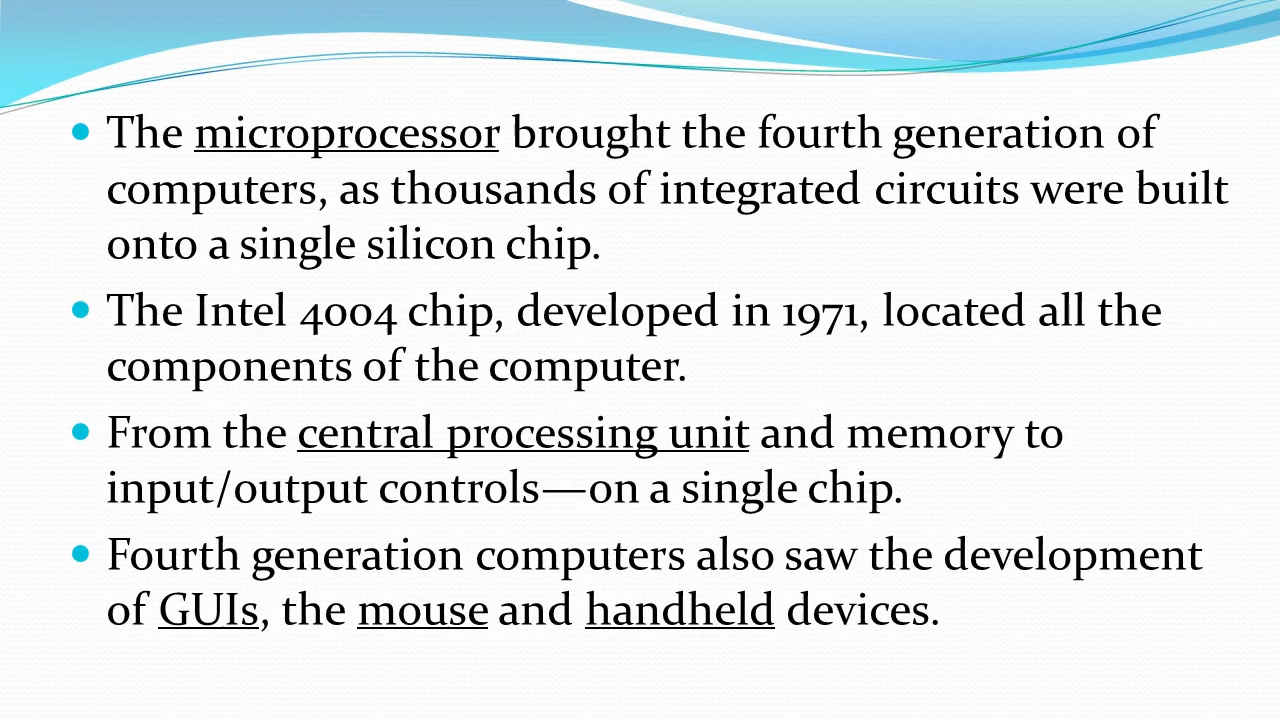 The microprocessor brought the fourth generation of
computers, as thousands of integrated circuits were built
onto a single silicon chip.
The Intel 4004 chip, developed in 1971, located all the
components of the computer.
From the central processing unit and memory to
input/output controls—on a single chip.
Fourth generation computers also saw the development
of GUIs, the mouse and handheld devices.